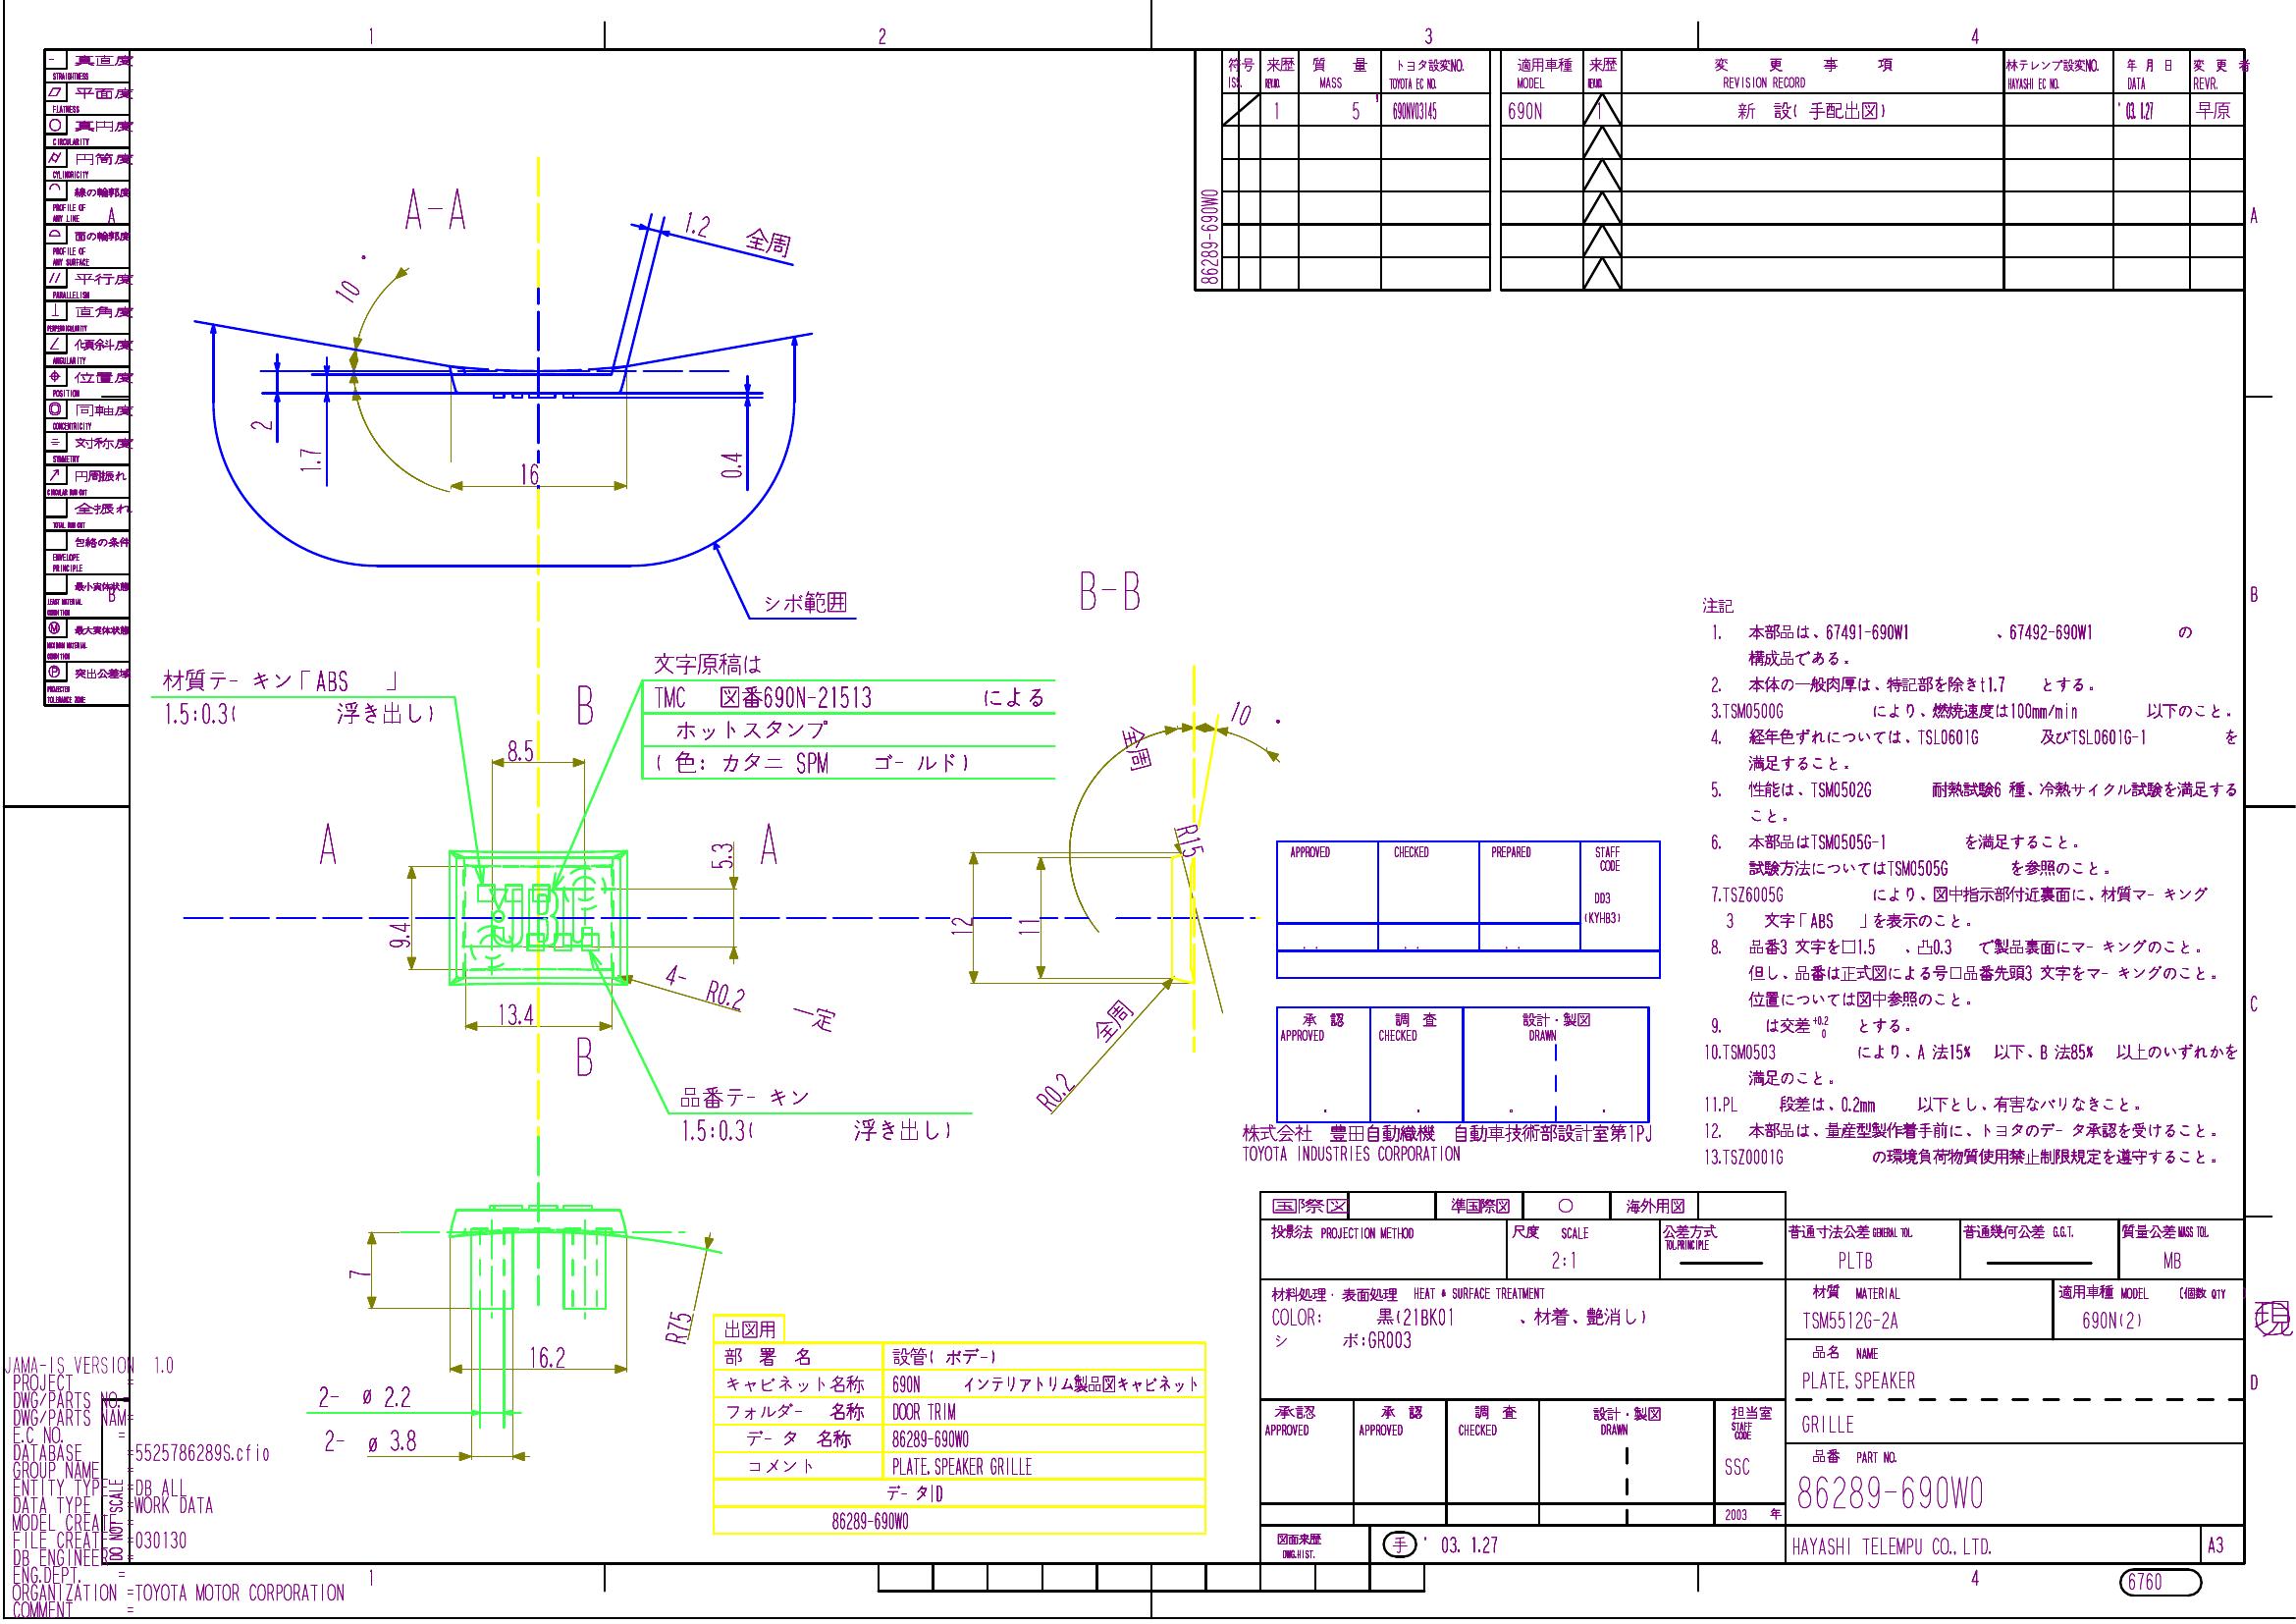 1 2 3 4
真直度
STRAIGHTNESS
平面度
FLATNESS
真円度
CIRCULARITY
円筒度
CYLINDRICITY
線の輪郭度
PROFILE OF
ANY LINE
A
面の輪郭度
PROFILE OF
ANY SURFACE
平行度
PARALLELISM
直角度
PERPENDICULARITY
傾斜度
ANGULARITY
位置度
POSITION
同軸度
CONCENTRICITY
対称度
SYMMETRY
円周振れ
CIRCULAR RUN OUT
全振れ
TOTAL RUN OUT
包絡の条件
ENVELOPE
PRINCIPLE
最小実体状態
B
LEAST MATERIAL
CONDITION
M 最大実体状態
MAXIMUM MATERIAL
CONDITION
P 突出公差域
PROJECTED
TOLERANCE ZONE
86289-690W0
符号 来歴 質 量 トヨタ設変NO. 適用車種 来歴 変 更 事 項 林テレンプ設変NO. 年 月 日 変 更 者
MASS TOYOTA EC NO. MODEL REVISION RECORD HAYASHI EC NO. DATA REVR.
1 5 690NV03145 690N 1 新 設( 手配出図) '03. 1.27 早原
A
B
C
D
A-A
10°
1.2 全周
2
1.7
16
0.4
シボ範囲
B-B
材質テ- キン「ABS 」
1.5:0.3( 浮き出し)
文字原稿は
TMC 図番690N-21513 による
ホットスタンプ
( 色: カタニ SPM ゴ- ルド)
B
8.5
A A
5.3
9.4
13.4
4- R0.2 一定
B
品番テ- キン
1.5:0.3( 浮き出し)
10°
全周
R15
12
11
全周
R0.2
7
R75
16.2
2- ø 2.2
2- ø 3.8
注記
1. 本部品は、67491-690W1 、67492-690W1 の
構成品である。
2. 本体の一般肉厚は、特記部を除きt1.7 とする。
3.TSM0500G により、燃焼速度は100mm/min 以下のこと。
4. 経年色ずれについては、TSL0601G 及びTSL0601G-1 を
満足すること。
5. 性能は、TSM0502G 耐熱試験6 種、冷熱サイクル試験を満足する
こと。
6. 本部品はTSM0505G-1 を満足すること。
試験方法についてはTSM0505G を参照のこと。
7.TSZ6005G により、図中指示部付近裏面に、材質マ- キング
3 文字「ABS 」を表示のこと。
8. 品番3 文字を□1.5 、凸0.3 で製品裏面にマ- キングのこと。
但し、品番は正式図による号口品番先頭3 文字をマ- キングのこと。
位置については図中参照のこと。
9. は交差 +0.2 0 とする。
10.TSM0503 により、A 法15% 以下、B 法85% 以上のいずれかを
満足のこと。
11.PL 段差は、0.2mm 以下とし、有害なバリなきこと。
12. 本部品は、量産型製作着手前に、トヨタのデ- タ承認を受けること。
13.TSZ0001G の環境負荷物質使用禁止制限規定を遵守すること。
APPROVED CHECKED PREPARED STAFF
CODE
DD3
(KYHB3)
承 認 調 査 設計・製図
APPROVED CHECKED DRAWN
株式会社 豊田自動織機 自動車技術部設計室第1PJ
TOYOTA INDUSTRIES CORPORATION
国際図 準国際図 ○ 海外用図
投影法 PROJECTION METHOD 尺度 SCALE 公差方式 普通寸法公差 GENERAL TOL. 普通幾何公差 G.G.T. 質量公差 MASS TOL.
TOL.PRINCIPLE
2:1 PLTB MB
材料処理・表面処理 HEAT & SURFACE TREATMENT 材質 MATERIAL 適用車種 MODEL (個数 QTY
COLOR: 黒(21BK01 、材着、艶消し) TSM5512G-2A 690N(2)
シ ボ:GR003
品名 NAME
PLATE, SPEAKER
GRILLE
承認 承 認 調 査 設計・製図 担当室
APPROVED APPROVED CHECKED DRAWN STAFF
CODE
SSC
2003 年
品番 PART NO.
86289-690W0
図面来歴
DWG.HIST.
手 ' 03. 1.27
HAYASHI TELEMPU CO., LTD. A3
6760
現
出図用
部 署 名 設管( ボデ-)
キャビネット名称 690N インテリアトリム製品図キャビネット
フォルダ- 名称 DOOR TRIM
デ- タ 名称 86289-690W0
コメント PLATE, SPEAKER GRILLE
デ- タID
86289-690W0
JAMA-IS VERSION 1.0
PROJECT =
DWG/PARTS NO.=
DWG/PARTS NAM=
E.C NO. =
DATABASE =5525786289S.cfio
GROUP NAME =
ENTITY TYPE =DB ALL
DATA TYPE =WORK DATA
MODEL CREATE =
FILE CREATE =030130
DB ENGINEER =
ENG.DEPT. =
ORGANIZATION =TOYOTA MOTOR CORPORATION
COMMENT =
DO NOT SCALE
1 4